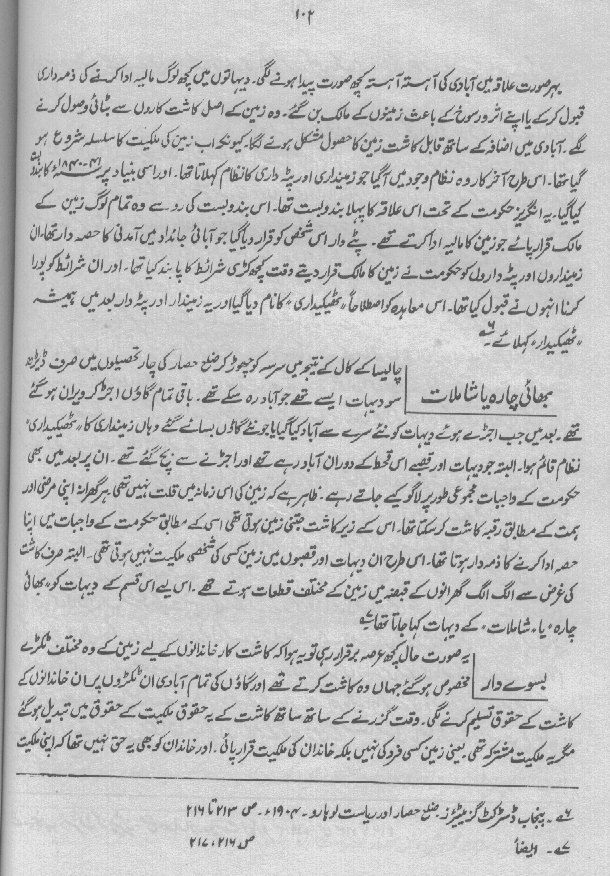 ۱۰۲
بہر صورت علاقہ میں آبادی کی آہستہ آہستہ کچھ صورت پیدا ہونے لگی۔ دیہاتوں میں کچھ لوگ مالیہ ادا کرنے کی ذمہ داری
قبول کرکے یا اپنے اثر و رسوخ کے باعث زمینوں کے مالک بن گئے۔ وہ زمین کے اصل کاشت کاروں سے بٹائی وصول کرنے
لگے۔ آبادی میں اضافہ کے ساتھ قابل کاشت زمین کا حصول مشکل ہونے لگا۔ کیونکہ اب زمین کی ملکیت کا سلسلہ شروع ہو
گیا تھا۔ اس طرح آخر کار وہ نظام وجود میں آگیا جو زمینداری اور پٹہ داری کا نظام کہلاتا تھا۔ اور اسی بنیاد پر ۴۱-۱۸۴۰ء کا بندوبست
کیا گیا۔ یہ انگریز حکومت کے تحت اس علاقہ کا پہلا بندوبست تھا۔ اس بندوبست کی رو سے وہ تمام لوگ زمین کے
مالک قرار پائے جو زمین کا مالیہ ادا کرتے تھے۔ پٹے دار اس شخص کو قرار دیا گیا جو آبائی جائداد میں آمدنی کا حصہ دار تھا، ان
زمینداروں اور پٹہ داروں کو حکومت نے زمین کا مالک قرار دیتے وقت کچھ کڑی شرائط کا پابند کیا تھا۔ اور ان شرائط کو پورا
کرنا انہوں نے قبول کیا تھا۔ اس معاہدہ کو اصطلاحاً "ٹھیکیداری" کا نام دیا گیا اور یہ زمیندار اور پٹہ دار بعد میں ہمیشہ
"ٹھیکیدار" کہلائے۔ ۶
بھائی چارہ یا شاملات
چالیسا کے کال کے نتیجہ میں سرسہ کو چھوڑ کر ضلع حصار کی چار تحصیلوں میں صرف ڈیڑھ
سو دیہات ایسے تھے جو آباد رہ سکے تھے۔ باقی تمام گاؤں اجڑ کر ویران ہو گئے
تھے۔ بعد میں جب اجڑے ہوئے دیہات کو نئے سرے سے آباد کیا گیا یا جو نئے گاؤں بسائے گئے وہاں زمینداری کا "ٹھیکیداری"
نظام قائم ہوا۔ البتہ جو دیہات اور قصبے اس قحط کے دوران آباد رہے تھے اور اجڑنے سے بچ گئے تھے۔ ان پر بعد میں بھی
حکومت کے واجبات مجموعی طور پر لاگو کیے جاتے رہے۔ ظاہر ہے کہ زمین کی اس زمانہ میں قلت نہیں تھی۔ ہر گھرانہ اپنی مرضی اور
ہمت کے مطابق رقبہ کاشت کر سکتا تھا۔ اس کے زیر کاشت جتنی زمین ہوتی تھی اسی کے مطابق حکومت کے واجبات میں اپنا
حصہ ادا کرنے کا ذمہ دار ہوتا تھا۔ اس طرح ان دیہات اور قصبوں میں زمین کسی کی شخصی ملکیت نہیں ہوتی تھی۔ البتہ صرف کاشت
کی غرض سے الگ الگ گھرانوں کے قبضہ میں زمین کے مختلف قطعات ہوتے تھے۔ اس لیے اس قسم کے دیہات کو "بھائی
چارہ" یا "شاملات" کے دیہات کہا جاتا تھا ۷
بسوے دار
یہ صورت حال کچھ عرصہ برقرار رہی تو یہ ہوا کہ کاشت کار خاندانوں کے لیے زمین کے وہ مختلف ٹکڑے
مخصوص ہو گئے جہاں وہ کاشت کرتے تھے اور گاؤں کی تمام آبادی ان ٹکڑوں پر ان خاندانوں کے
کاشت کے حقوق تسلیم کرنے لگی۔ وقت گزرنے کے ساتھ ساتھ کاشت کے یہ حقوق ملکیت کے حقوق میں تبدیل ہو گئے
مگر یہ ملکیت مشترکہ تھی۔ یعنی زمین کسی فرد کی نہیں بلکہ خاندان کی ملکیت قرار پائی۔ اور خاندان کو بھی یہ حق نہیں تھا کہ اپنی ملکیت
۶۔ پنجاب ڈسٹرکٹ گزیٹئرز۔ ضلع حصار اور ریاست لوہارو۔ ۱۹۰۴ء۔ ص ۲۱۳ تا ۲۱۶
۷۔ ایضاً ص ۲۱۶، ۲۱۷